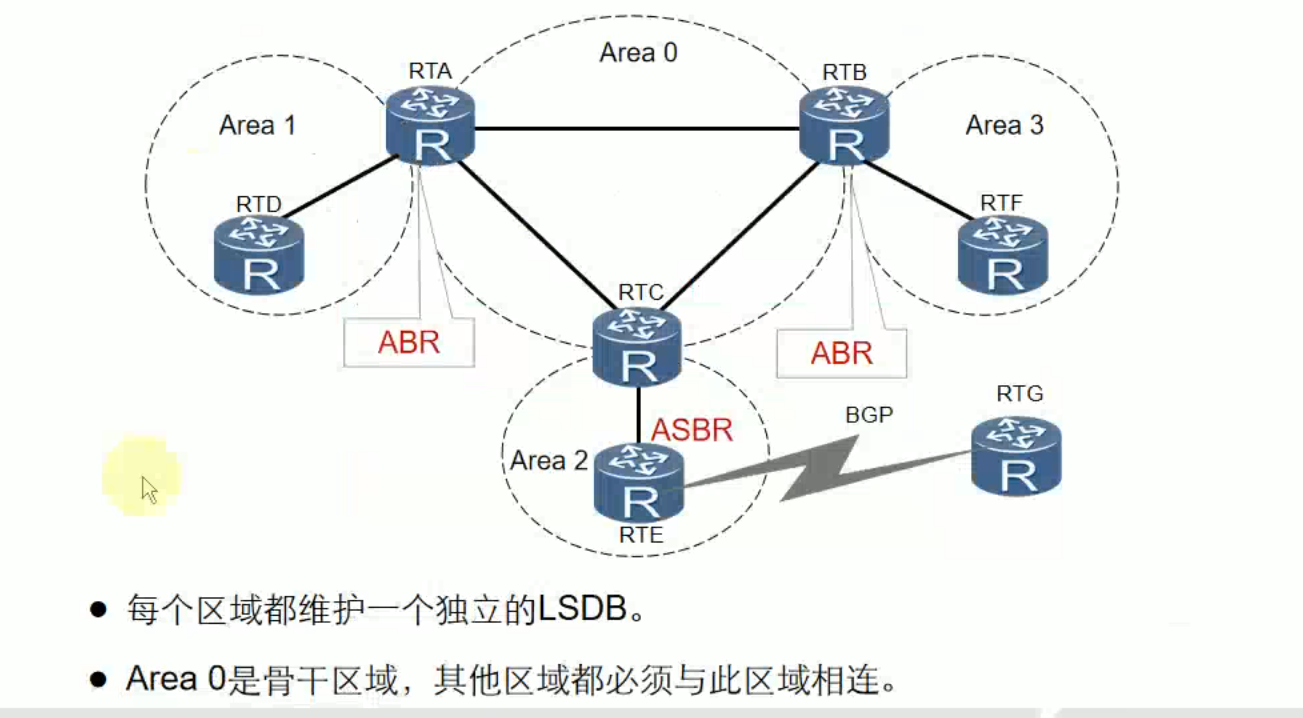 Area 0
RTA
RTB
Area 1
Area 3
R
R
RTD
RTF
R
R
RTC
ABR
ABR
R
RTG
BGP
ASBR
Area 2
R
R
RTE
● 每个区域都维护一个独立的LSDB。
● Area 0是骨干区域，其他区域都必须与此区域相连。